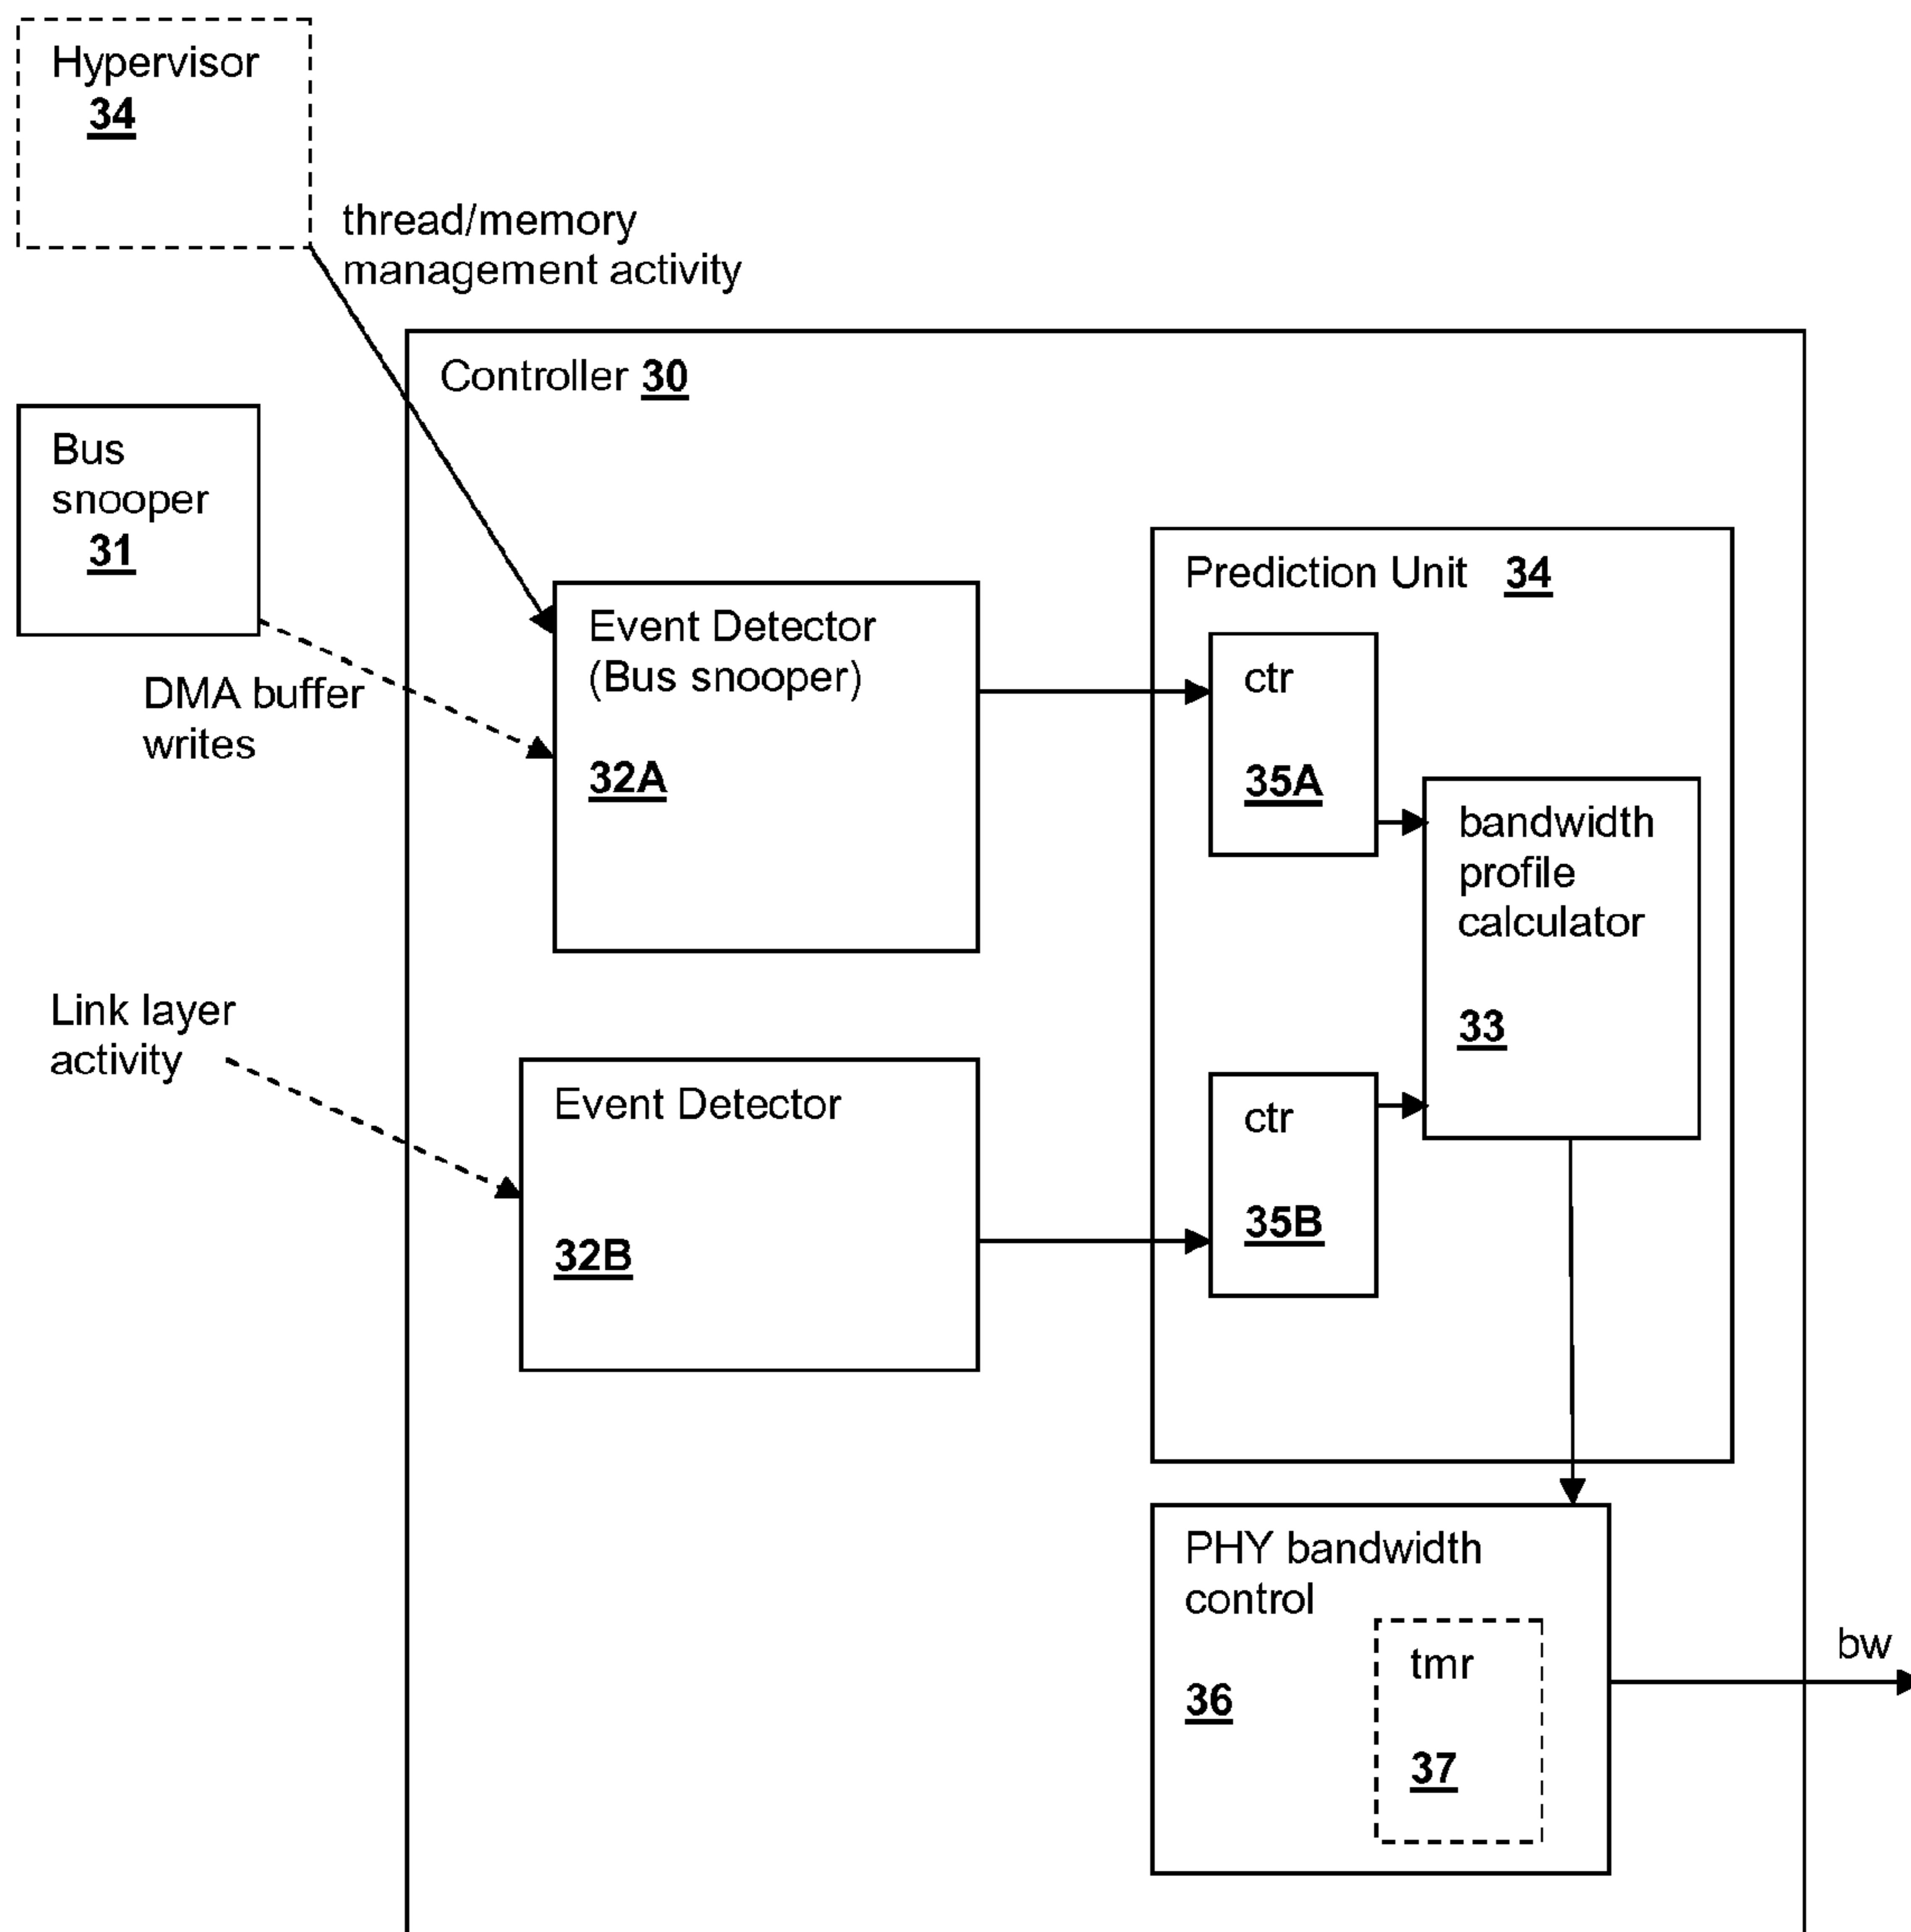 Hypervisor
34
thread/memory
management activity
Controller 30
Bus
snooper
31
DMA buffer
writes
Event Detector
(Bus snooper)
32A
Prediction Unit 34
ctr
35A
bandwidth
profile
calculator
33
Link layer
activity
Event Detector
32B
ctr
35B
PHY bandwidth
control
36
tmr
37
bw